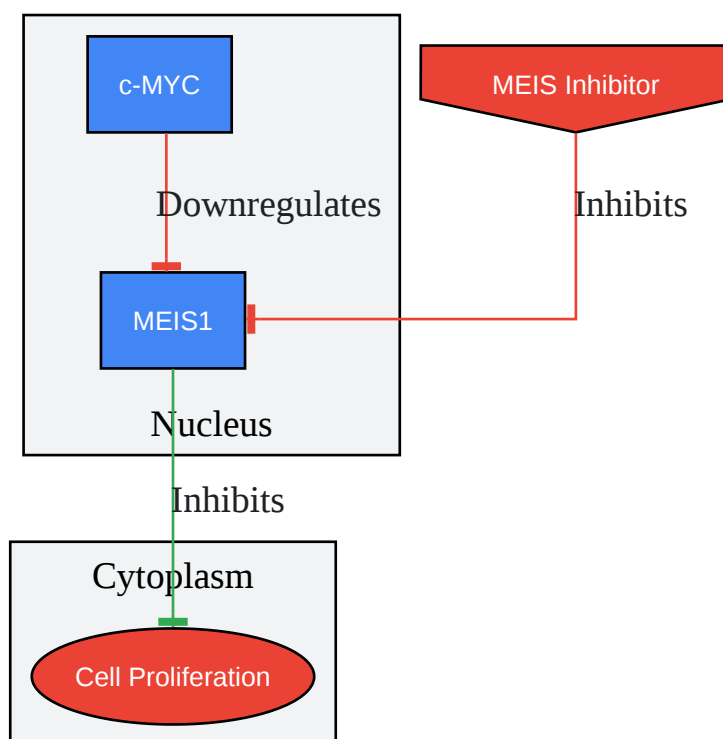 c-MYC
MEIS Inhibitor
Downregulates
Inhibits
MEIS1
Nucleus
Inhibits
Cytoplasm
Cell Proliferation